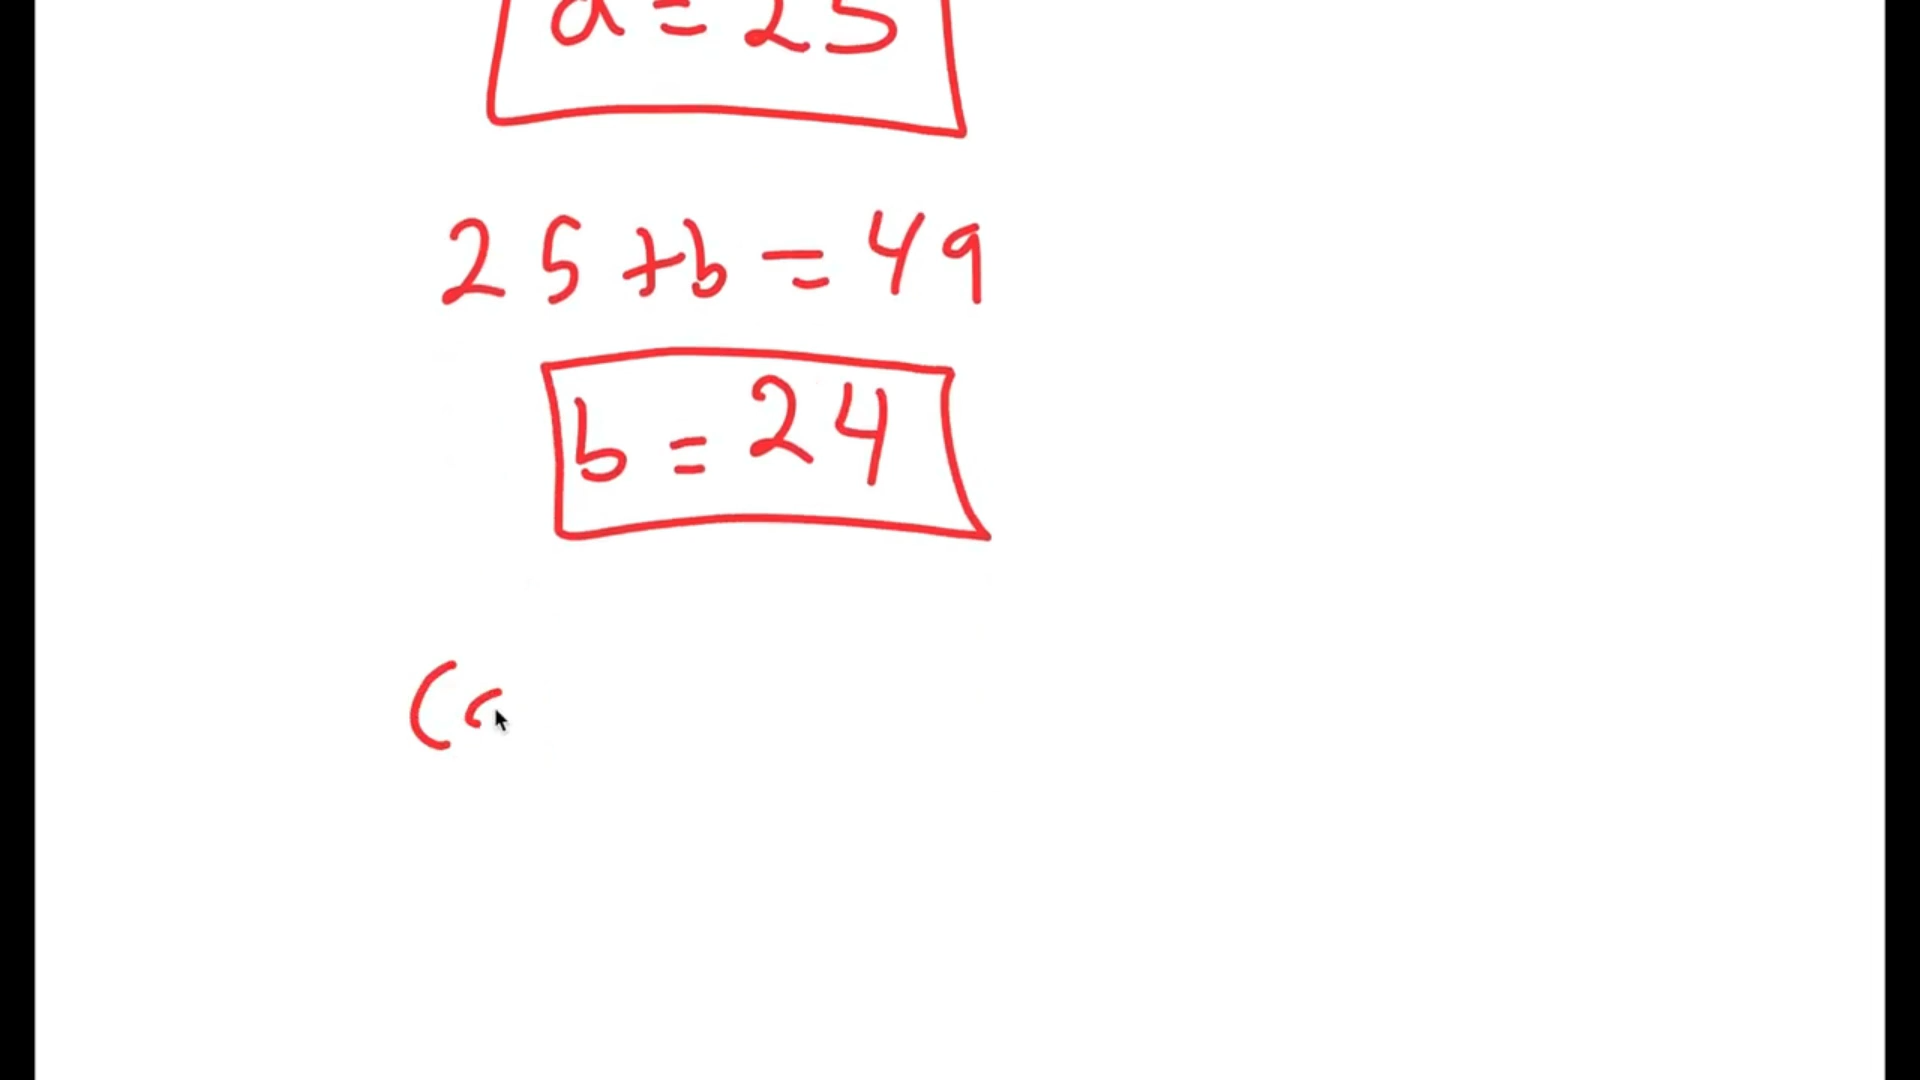 a = 25
25 + b = 49
b = 24
(